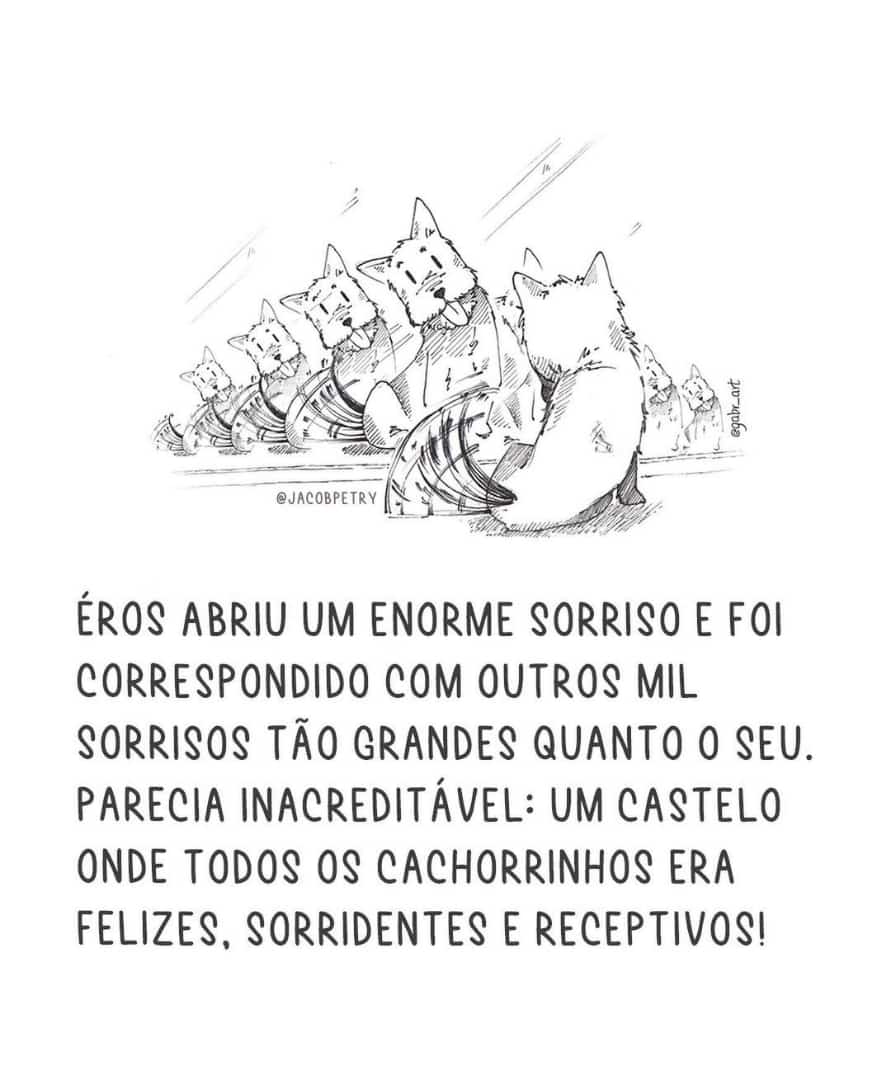 @gabr_art
@JACOBPETRY
ÉROS ABRIU UM ENORME SORRISO E FOI
CORRESPONDIDO COM OUTROS MIL
SORRISOS TÃO GRANDES QUANTO O SEU.
PARECIA INACREDITÁVEL: UM CASTELO
ONDE TODOS OS CACHORRINHOS ERA
FELIZES, SORRIDENTES E RECEPTIVOS!